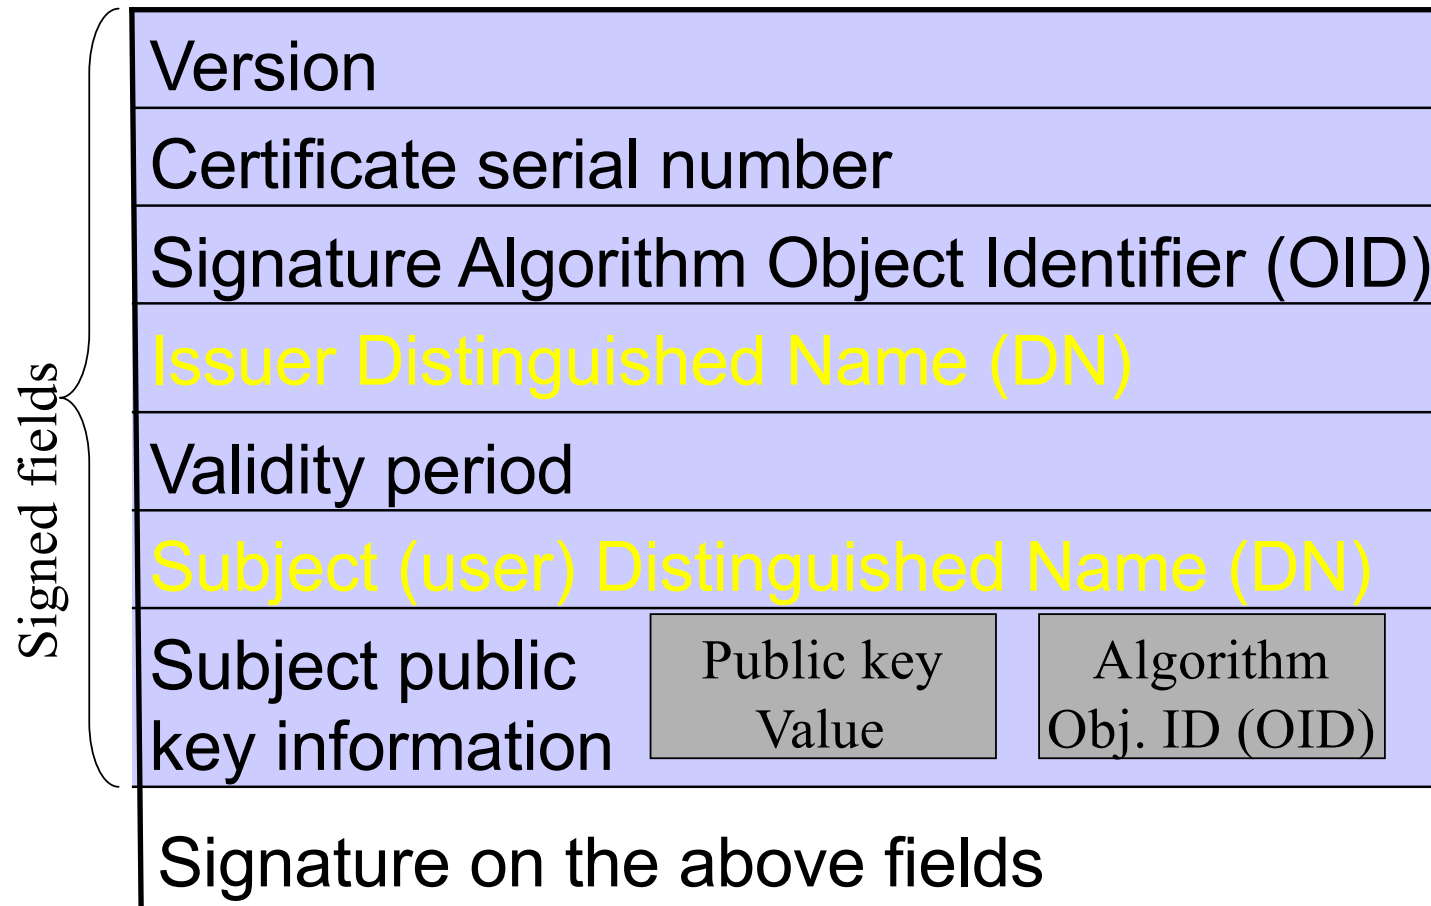 Signed fields
Version
Certificate serial number
Signature Algorithm Object Identifier (OID)
Issuer Distinguished Name (DN)
Validity period
Subject (user) Distinguished Name (DN)
Subject public
key information
Public key
Value
Algorithm
Obj. ID (OID)
Signature on the above fields